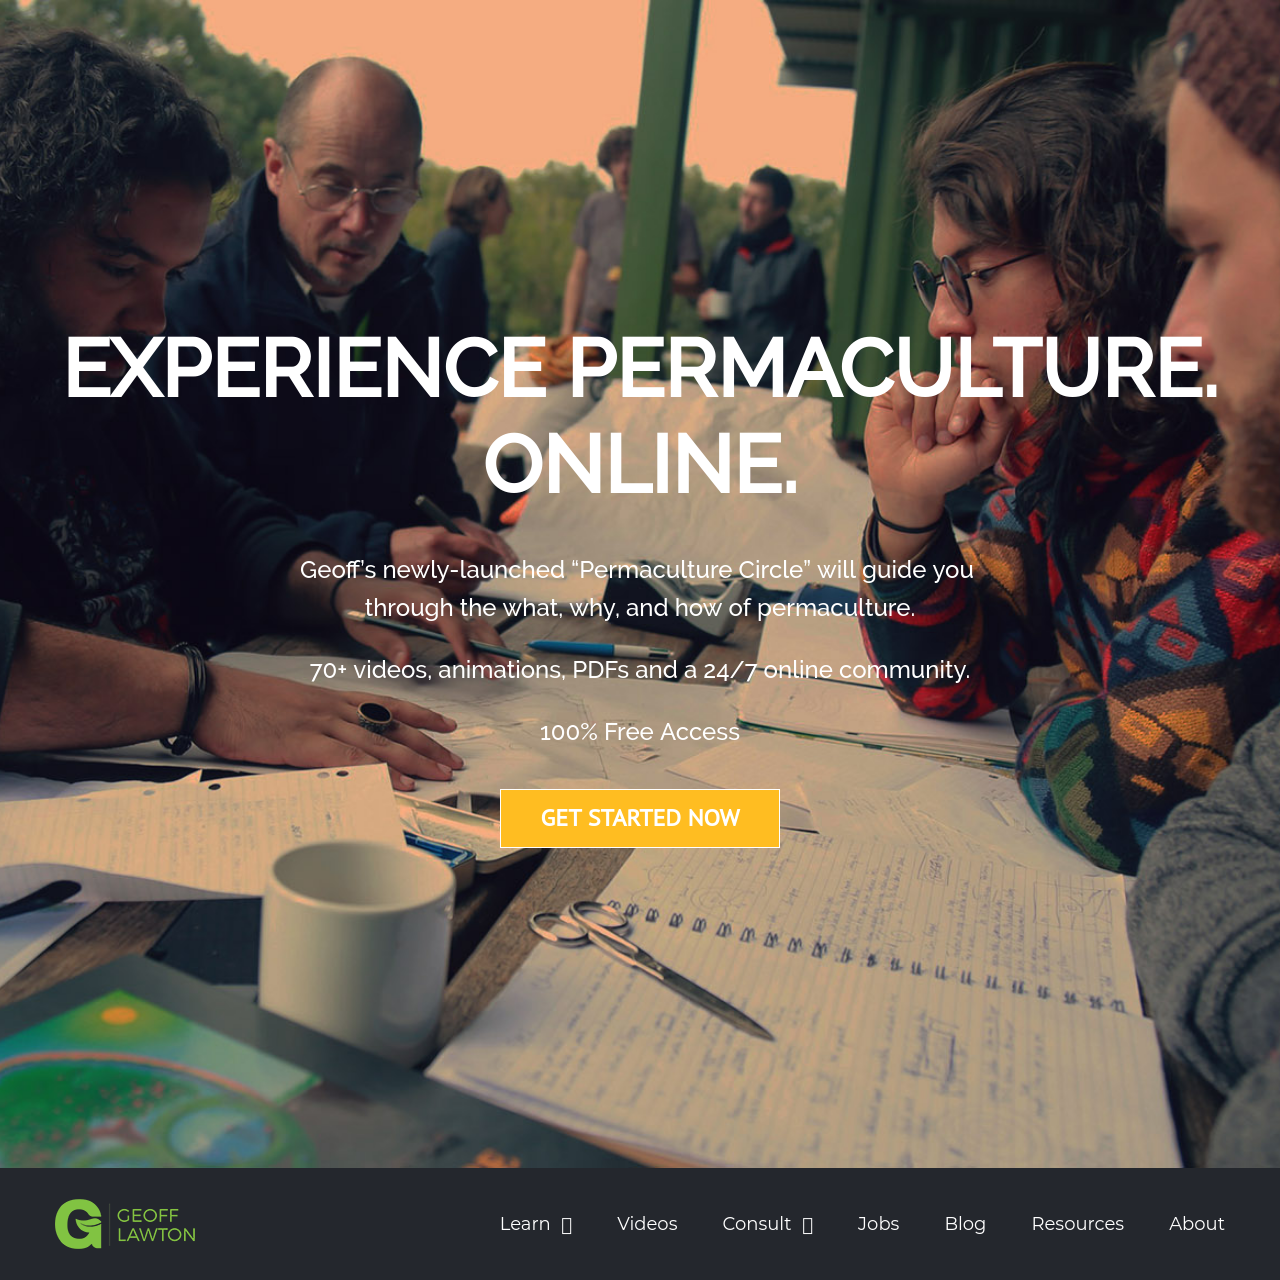 EXPERIENCE PERMACULTURE.
ONLINE.
Geoff’s newly-launched “Permaculture Circle” will guide you
through the what, why, and how of permaculture.
70+ videos, animations, PDFs and a 24/7 online community.
100% Free Access
GET STARTED NOW
GEOFF
LAWTON
Learn Videos Consult Jobs Blog Resources About